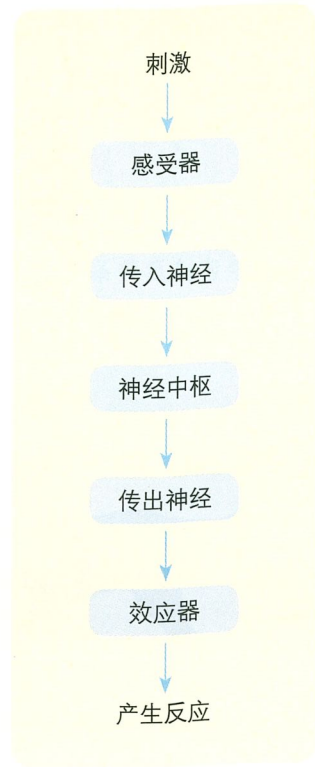 刺激
感受器
传入神经
神经中枢
传出神经
效应器
产生反应